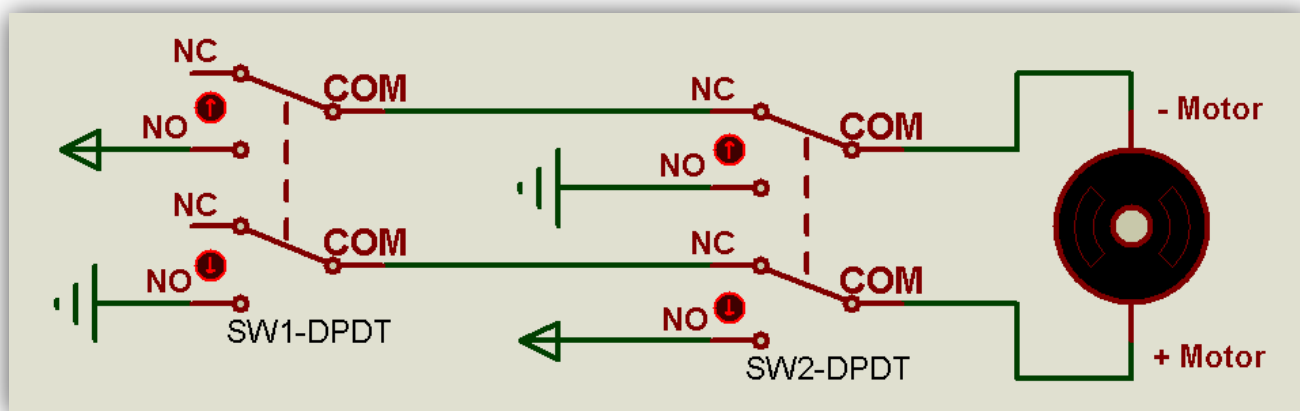 NC
COM
NO
NC
COM
NO
SW1-DPDT
NC
COM
NO
NC
COM
NO
SW2-DPDT
- Motor
+ Motor